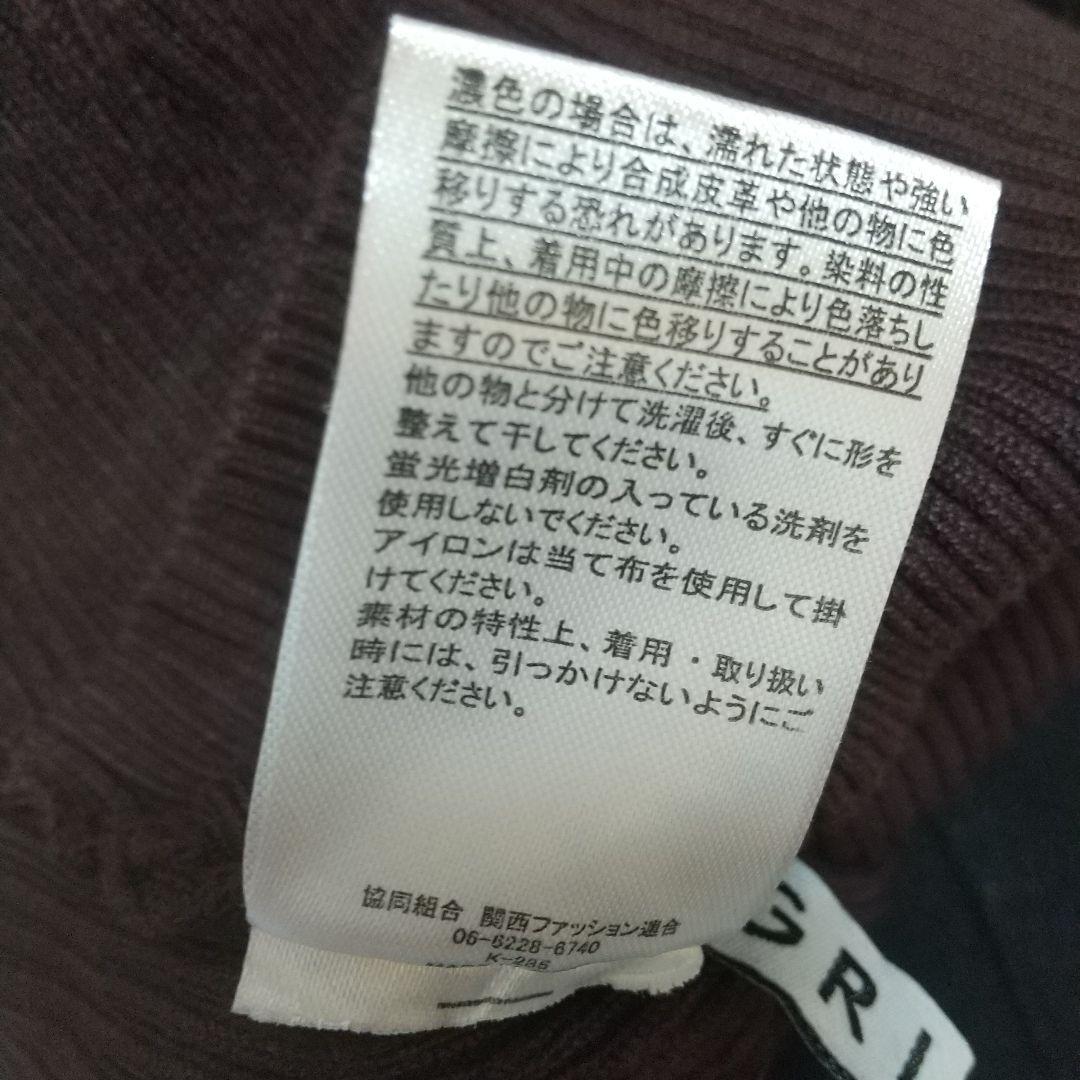 濃色の場合は、濡れた状態や強い
摩擦により合成皮革や他の物に色
移りする恐れがあります。染料の性
質上、着用中の摩擦により色落ちし
たり他の物に色移りすることがあり
ますのでご注意ください。
他の物と分けて洗濯後、すぐに形を
整えて干してください。
蛍光増白剤の入っている洗剤を
使用しないでください。
アイロンは当て布を使用して掛
けてください。
素材の特性上、着用・取り扱い
時には、引っかけないようにご
注意ください。
協同組合 関西ファッション連合
06-6228-6740
K-285